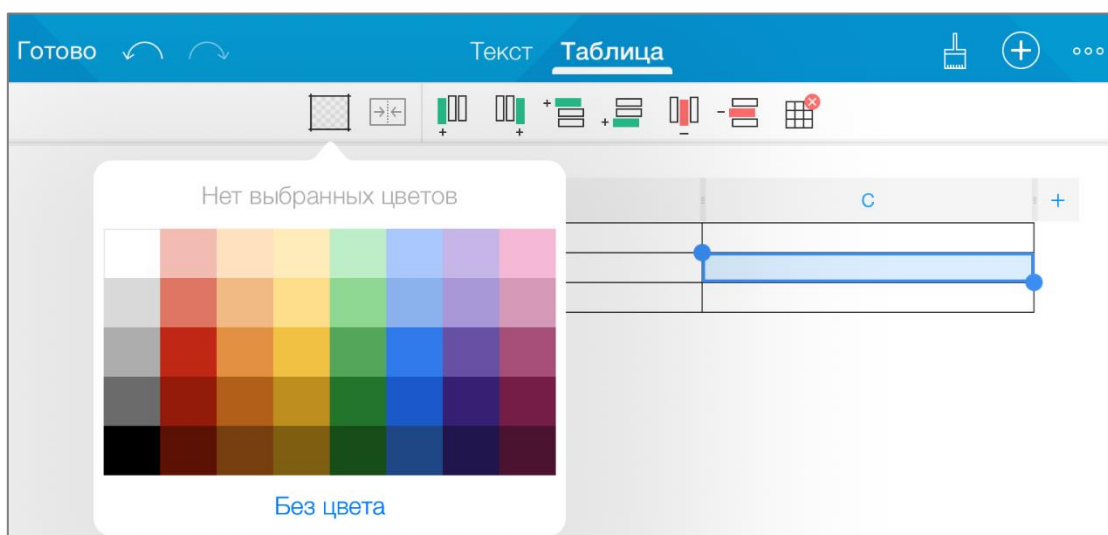 Готово Текст Таблица
Нет выбранных цветов
C +
Без цвета